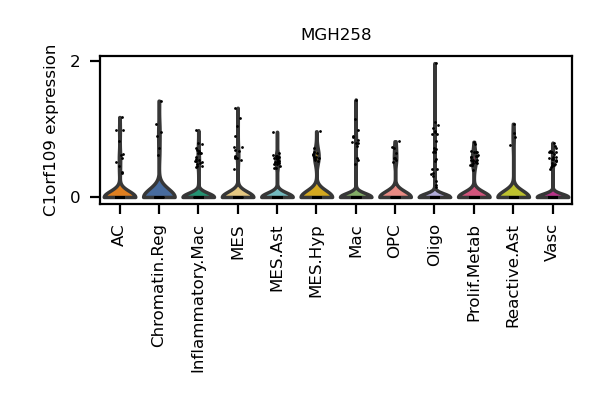 MGH258
C1orf109 expression
2
0
AC
Chromatin.Reg
Inflammatory.Mac
MES
MES.Ast
MES.Hyp
Mac
OPC
Oligo
Prolif.Metab
Reactive.Ast
Vasc